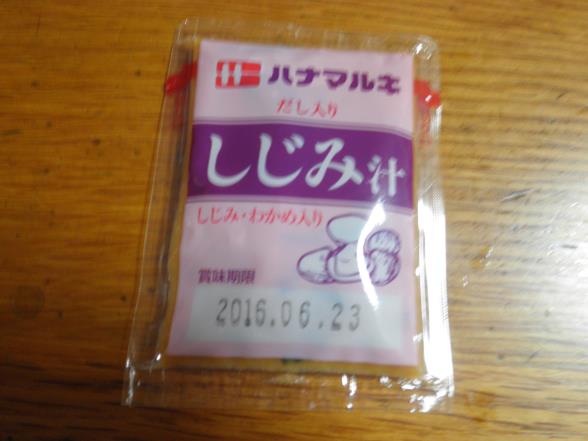 ハナマルキ
だし入り
しじみ汁
しじみ・わかめ入り
賞味期限
2016.06.23